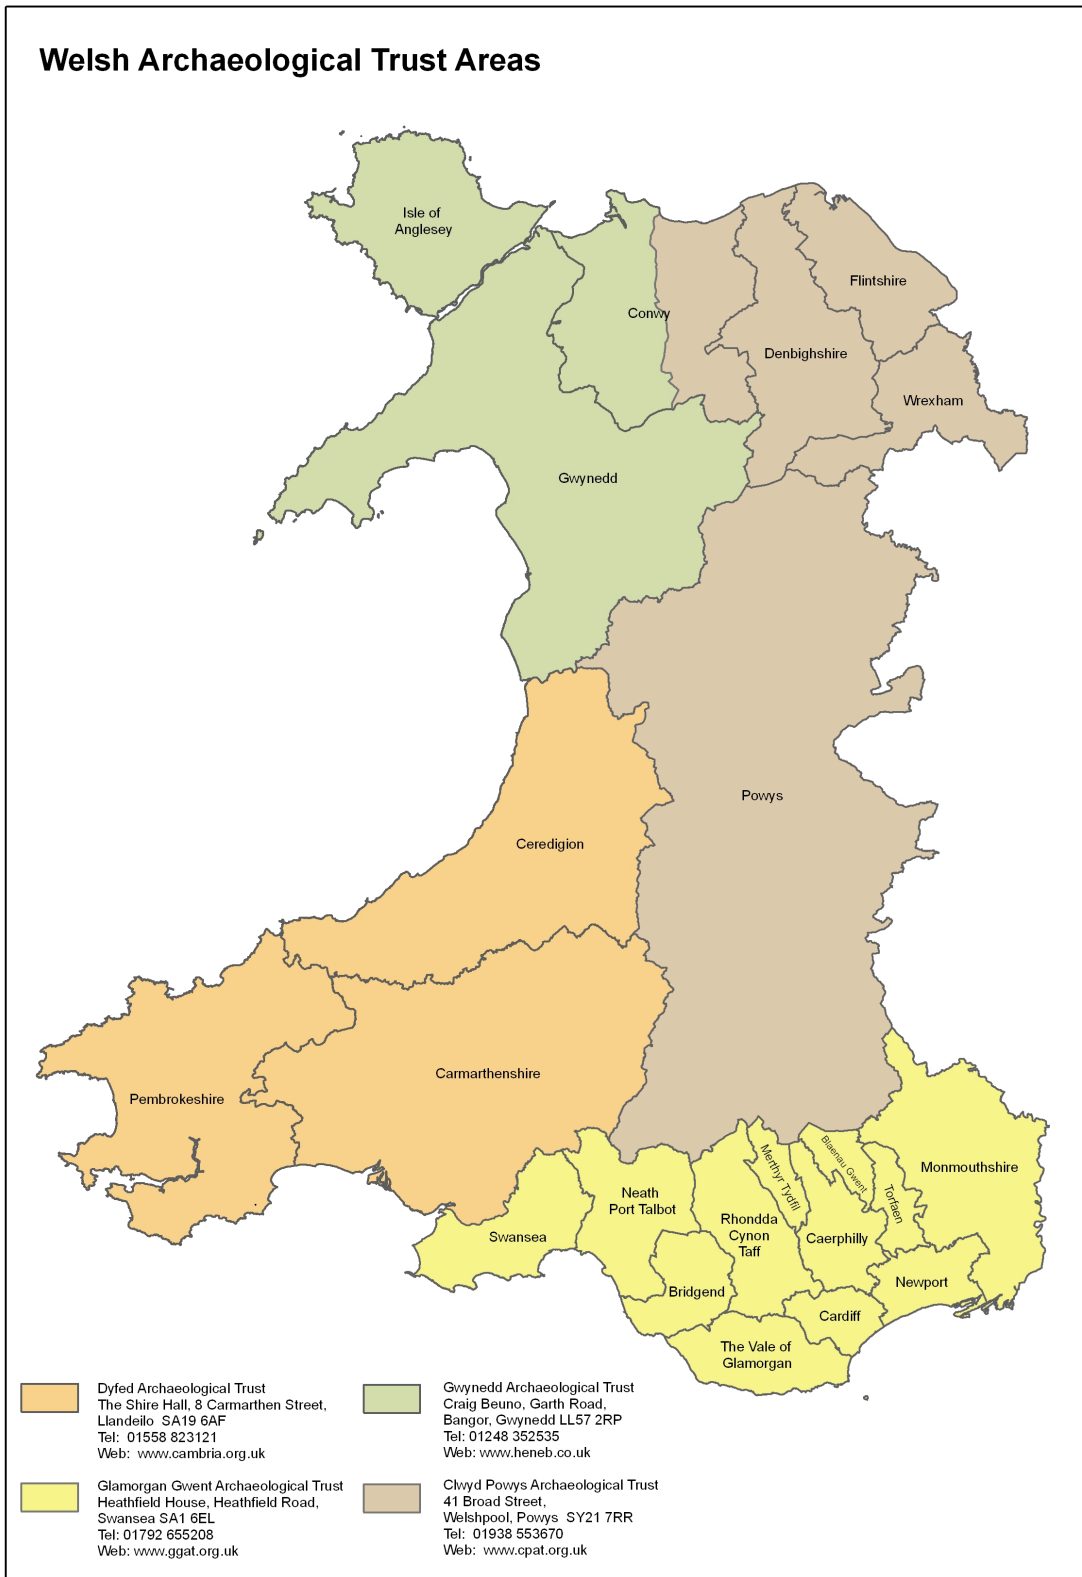 Welsh Archaeological Trust Areas
Isle of
Anglesey
Flintshire
Conwy
Denbighshire
Wrexham
Gwynedd
Powys
Ceredigion
Carmarthenshire
Pembrokeshire
Blaenau Gwent
Merthyr Tydfil
Monmouthshire
Torfaen
Neath
Port Talbot
Rhondda
Cynon
Taff
Swansea
Caerphilly
Newport
Bridgend
Cardiff
The Vale of
Glamorgan
Dyfed Archaeological Trust
The Shire Hall, 8 Carmarthen Street,
Llandeilo SA19 6AF
Tel: 01558 823121
Web: www.cambria.org.uk
Gwynedd Archaeological Trust
Craig Beuno, Garth Road,
Bangor, Gwynedd LL57 2RP
Tel: 01248 352535
Web: www.heneb.co.uk
Glamorgan Gwent Archaeological Trust
Heathfield House, Heathfield Road,
Swansea SA1 6EL
Tel: 01792 655208
Web: www.ggat.org.uk
Clwyd Powys Archaeological Trust
41 Broad Street,
Welshpool, Powys SY21 7RR
Tel: 01938 553670
Web: www.cpat.org.uk